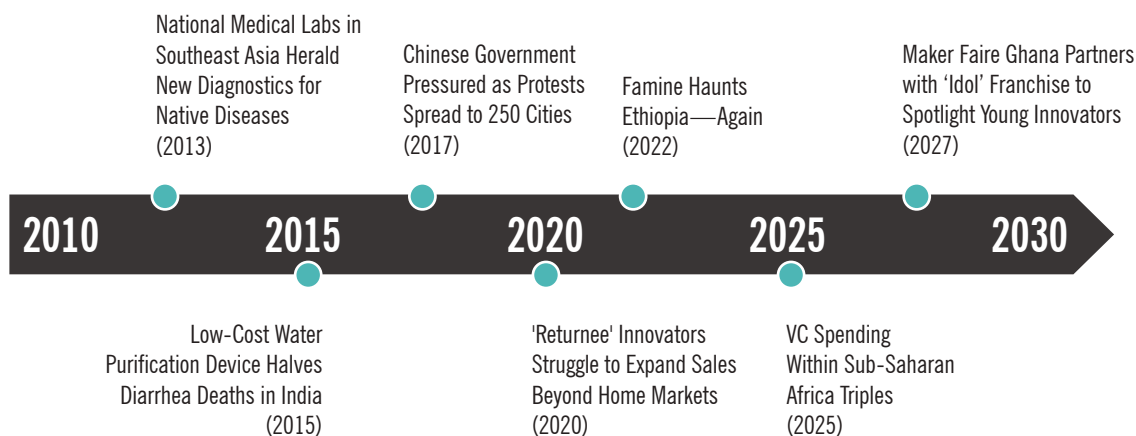 National Medical Labs in
Southeast Asia Herald
New Diagnostics for
Native Diseases
(2013)
Chinese Government
Pressured as Protests
Spread to 250 Cities
(2017)
Famine Haunts
Ethiopia—Again
(2022)
Maker Faire Ghana Partners
with ‘Idol’ Franchise to
Spotlight Young Innovators
(2027)
2010
2015
2020
2025
2030
Low-Cost Water
Purification Device Halves
Diarrhea Deaths in India
(2015)
'Returnee' Innovators
Struggle to Expand Sales
Beyond Home Markets
(2020)
VC Spending
Within Sub-Saharan
Africa Triples
(2025)